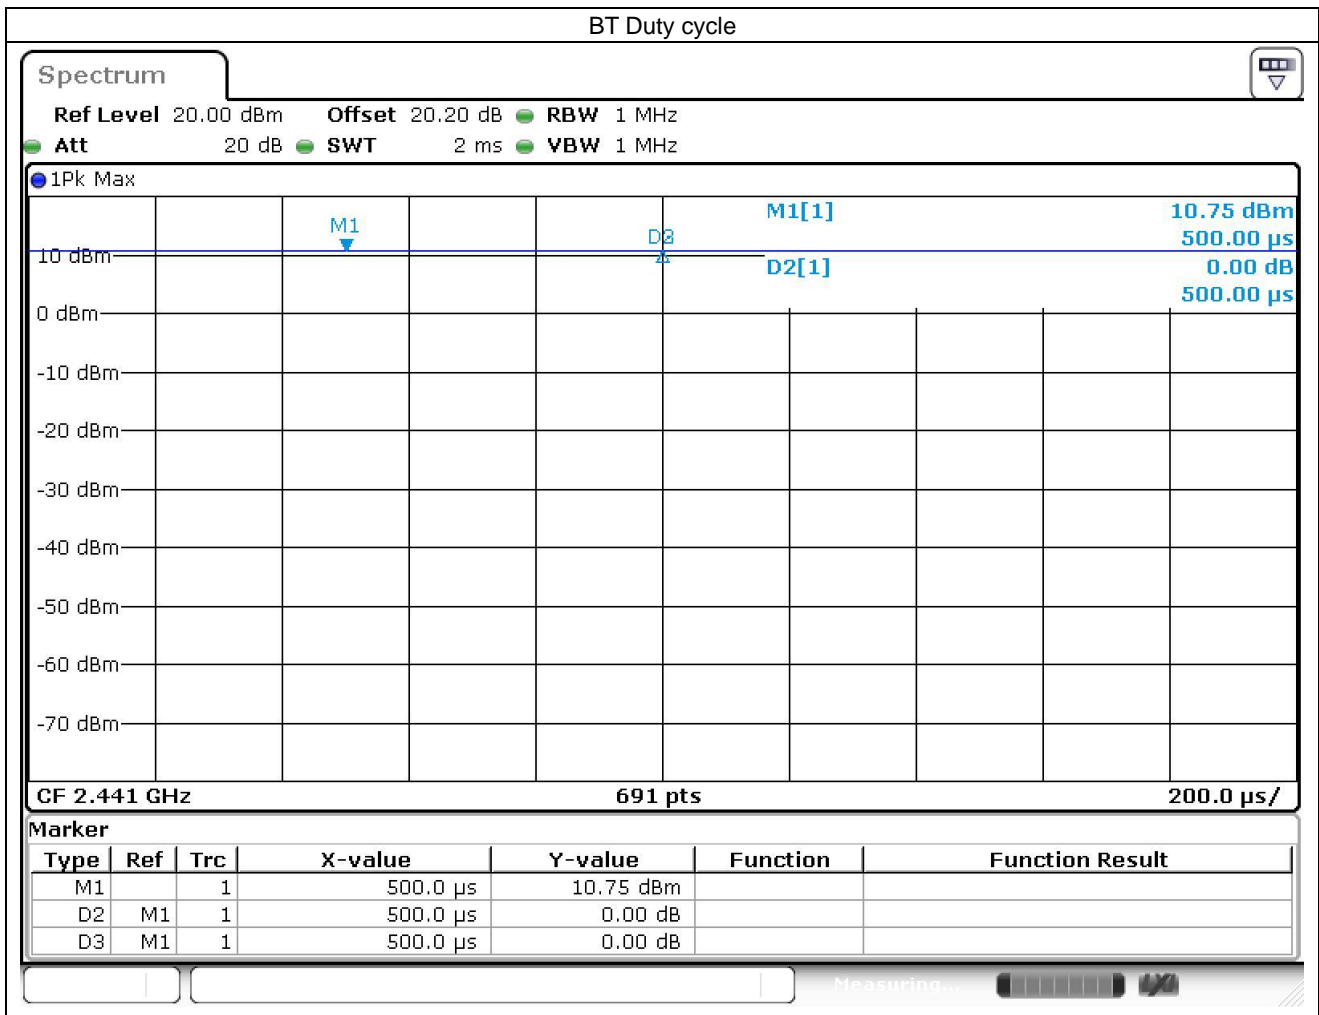 BT Duty cycle
Spectrum
Ref Level 20.00 dBm Offset 20.20 dB RBW 1 MHz
Att 20 dB SWT 2 ms VBW 1 MHz
1Pk Max
M1[1] 10.75 dBm
500.00 µs
D2[1] 0.00 dB
500.00 µs
M1
10 dBm
0 dBm
-10 dBm
-20 dBm
-30 dBm
-40 dBm
-50 dBm
-60 dBm
-70 dBm
CF 2.441 GHz 691 pts 200.0 µs/
Marker
Type Ref Trc X-value Y-value Function Function Result
M1 1 500.0 µs 10.75 dBm
D2 M1 1 500.0 µs 0.00 dB
D3 M1 1 500.0 µs 0.00 dB
Measuring...